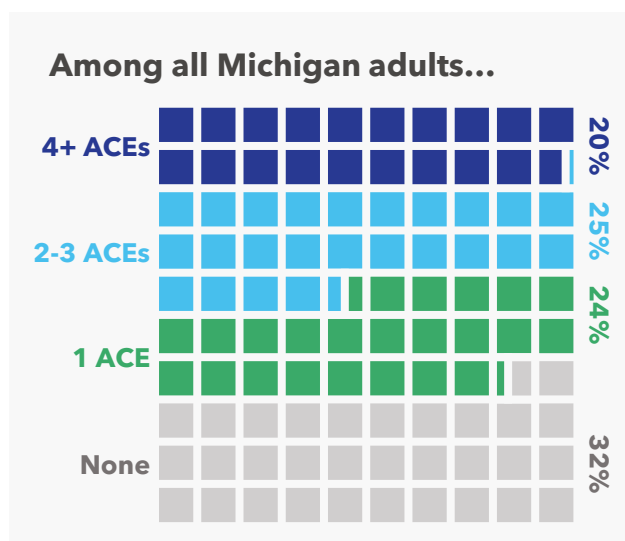 Among all Michigan adults...
4+ ACEs
20%
2-3 ACEs
25%
1 ACE
24%
None
32%